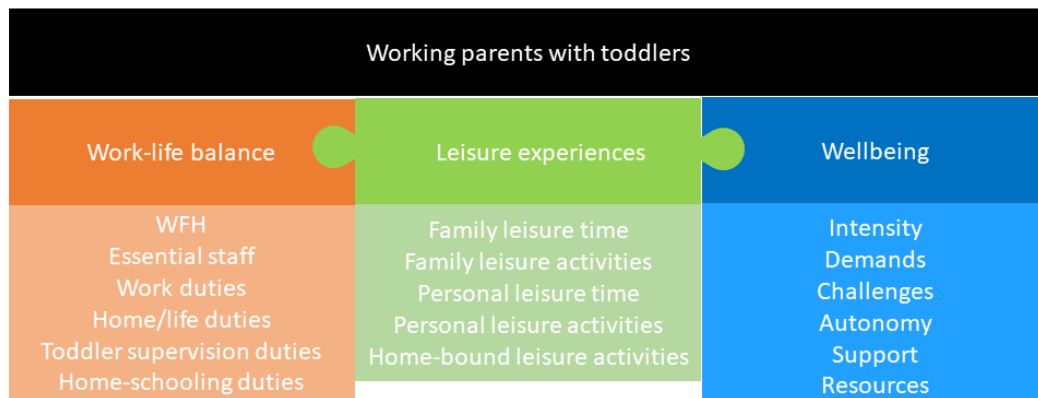 Working parents with toddlers
Work-life balance
Leisure experiences
Wellbeing
WFH
Essential staff
Work duties
Home/life duties
Toddler supervision duties
Home-schooling duties
Family leisure time
Family leisure activities
Personal leisure time
Personal leisure activities
Home-bound leisure activities
Intensity
Demands
Challenges
Autonomy
Support
Resources